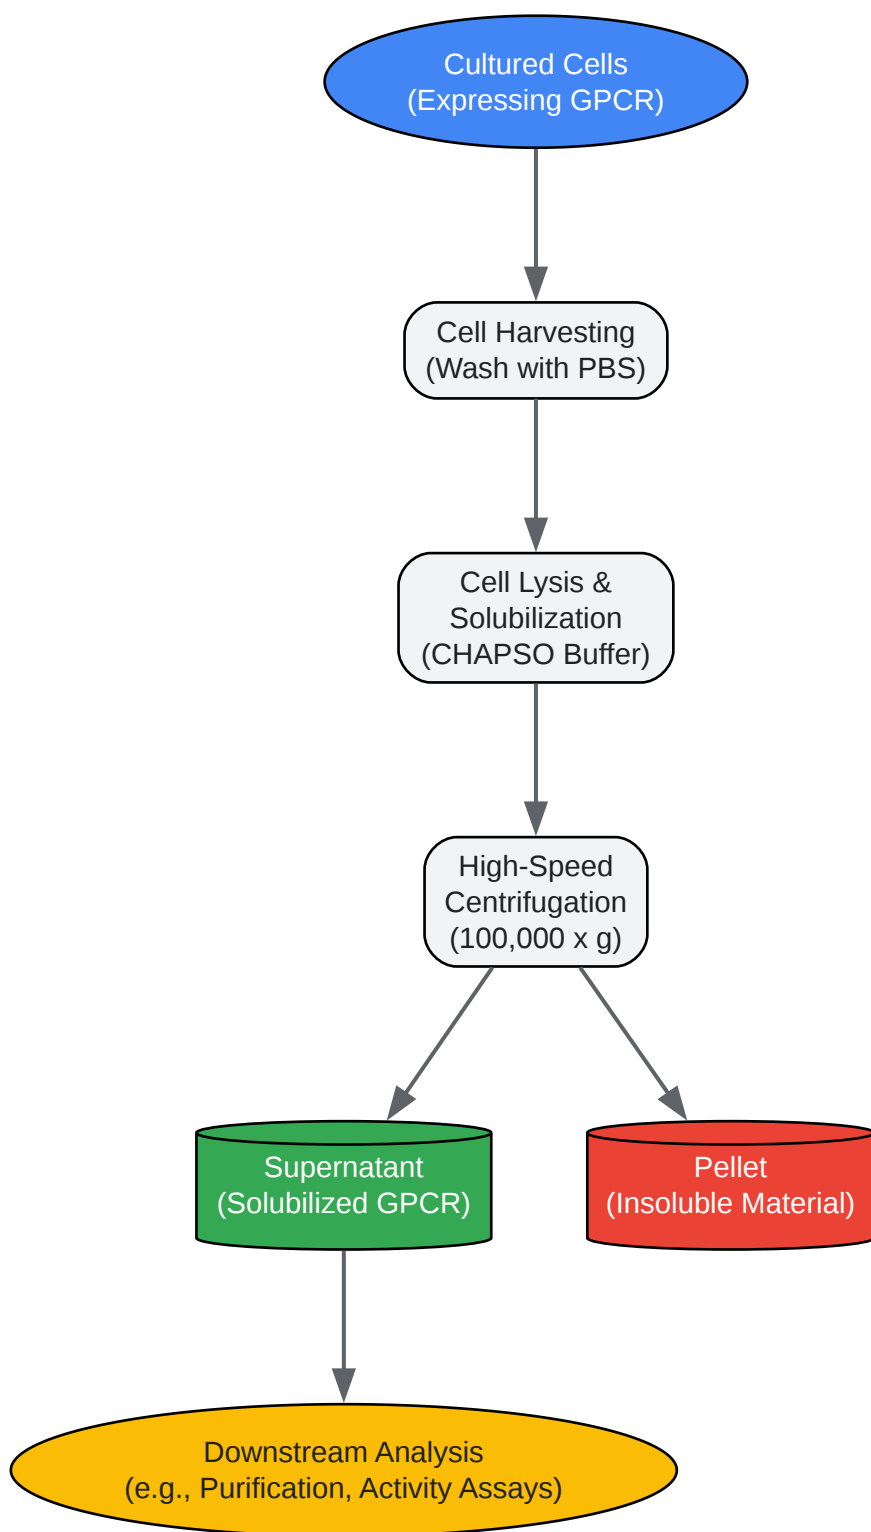 Cultured Cells
(Expressing GPCR)
Cell Harvesting
(Wash with PBS)
Cell Lysis &
Solubilization
(CHAPSO Buffer)
High-Speed
Centrifugation
(100,000 x g)
Supernatant
(Solubilized GPCR)
Pellet
(Insoluble Material)
Downstream Analysis
(e.g., Purification, Activity Assays)